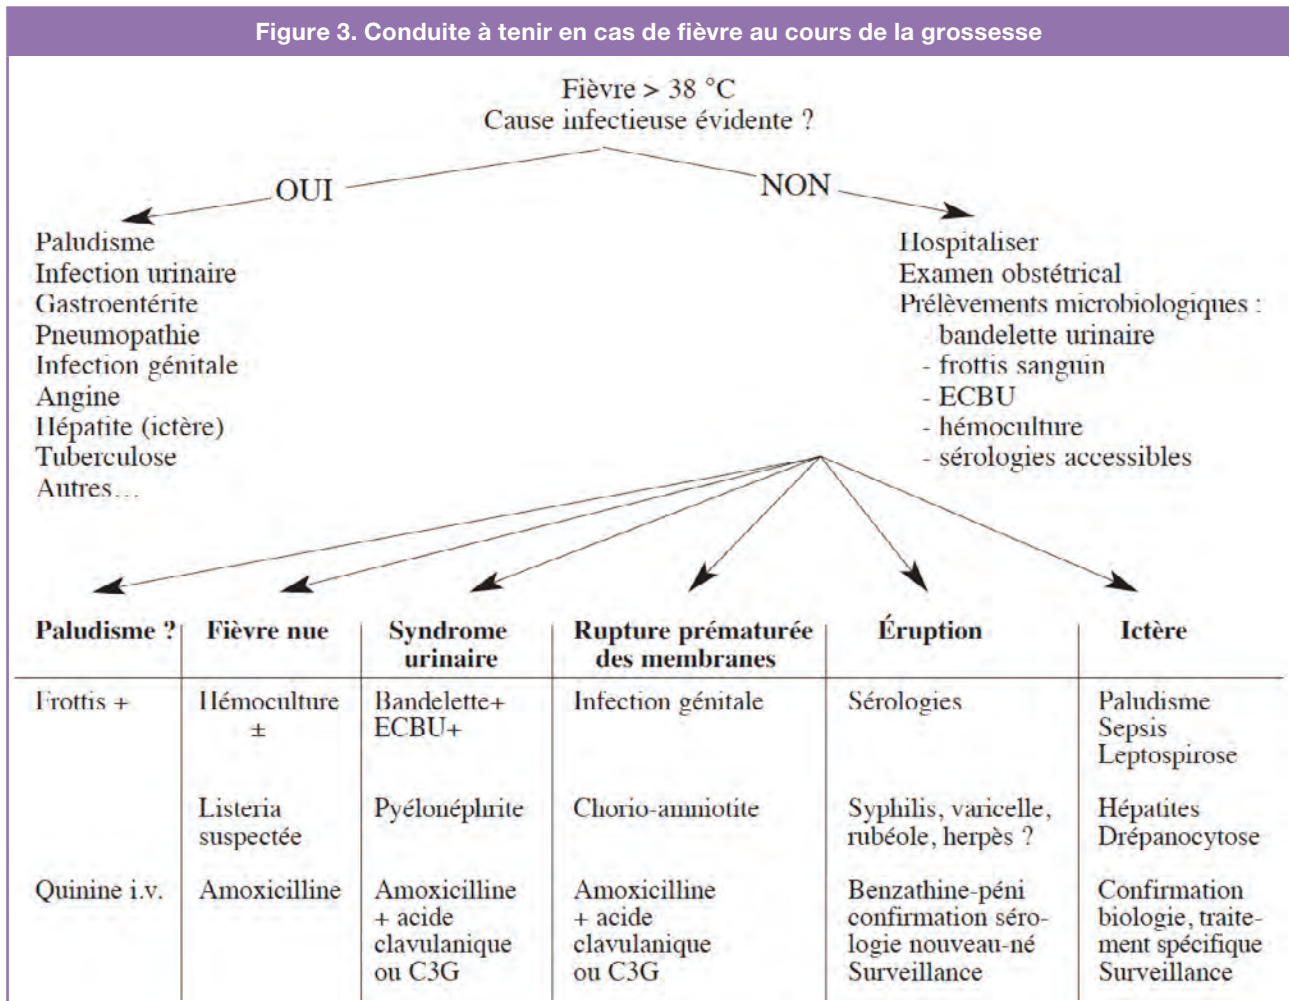 Figure 3. Conduite à tenir en cas de fièvre au cours de la grossesse
Fièvre > 38 °C
Cause infectieuse évidente ?
OUI
NON
Paludisme
Infection urinaire
Gastroentérite
Pneumopathie
Infection génitale
Angine
Hépatite (ictère)
Tuberculose
Autres…
Hospitaliser
Examen obstétrical
Prélèvements microbiologiques :
- bandelette urinaire
- frottis sanguin
- ECBU
- hémoculture
- sérologies accessibles
Paludisme ?
Frottis +
Quinine i.v.
Fièvre nue
Hémoculture
±
Listeria
suspectée
Amoxicilline
Syndrome
urinaire
Bandelette+
ECBU+
Pyélonéphrite
Amoxicilline
+ acide
clavulanique
ou C3G
Rupture prématurée
des membranes
Infection génitale
Chorio-amniotite
Amoxicilline
+ acide
clavulanique
ou C3G
Éruption
Sérologies
Syphilis, varicelle,
rubéole, herpès ?
Benzathine-péni
confirmation séro-
logie nouveau-né
Surveillance
Ictère
Paludisme
Sepsis
Leptospirose
Hépatites
Drépanocytose
Confirmation
biologie, traite-
ment spécifique
Surveillance